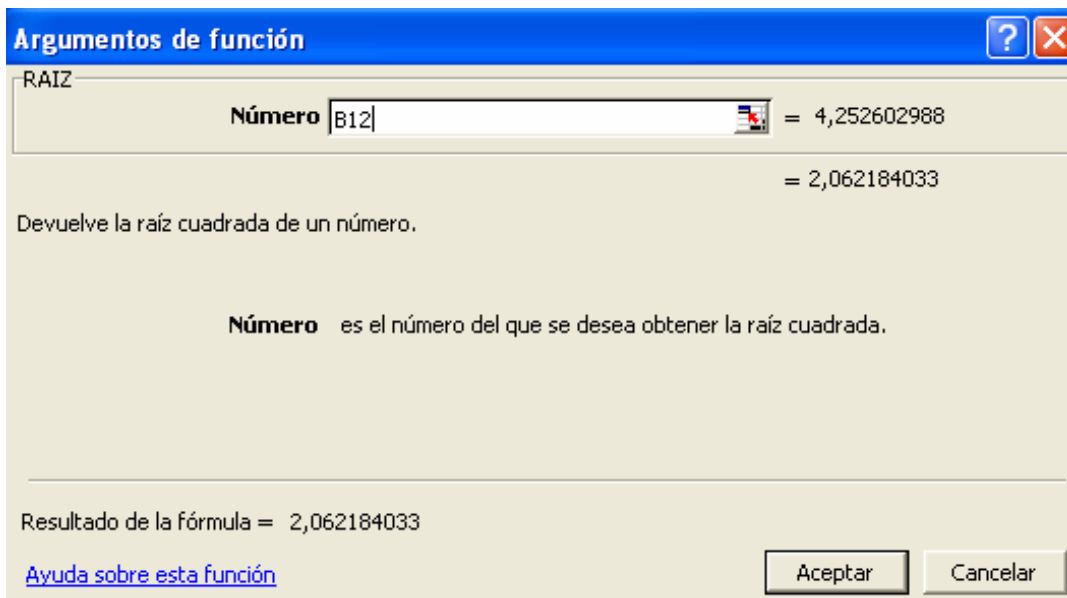 Argumentos de función
RAIZ
Número B12 = 4,252602988
= 2,062184033
Devuelve la raíz cuadrada de un número.
Número es el número del que se desea obtener la raíz cuadrada.
Resultado de la fórmula = 2,062184033
Ayuda sobre esta función Aceptar Cancelar